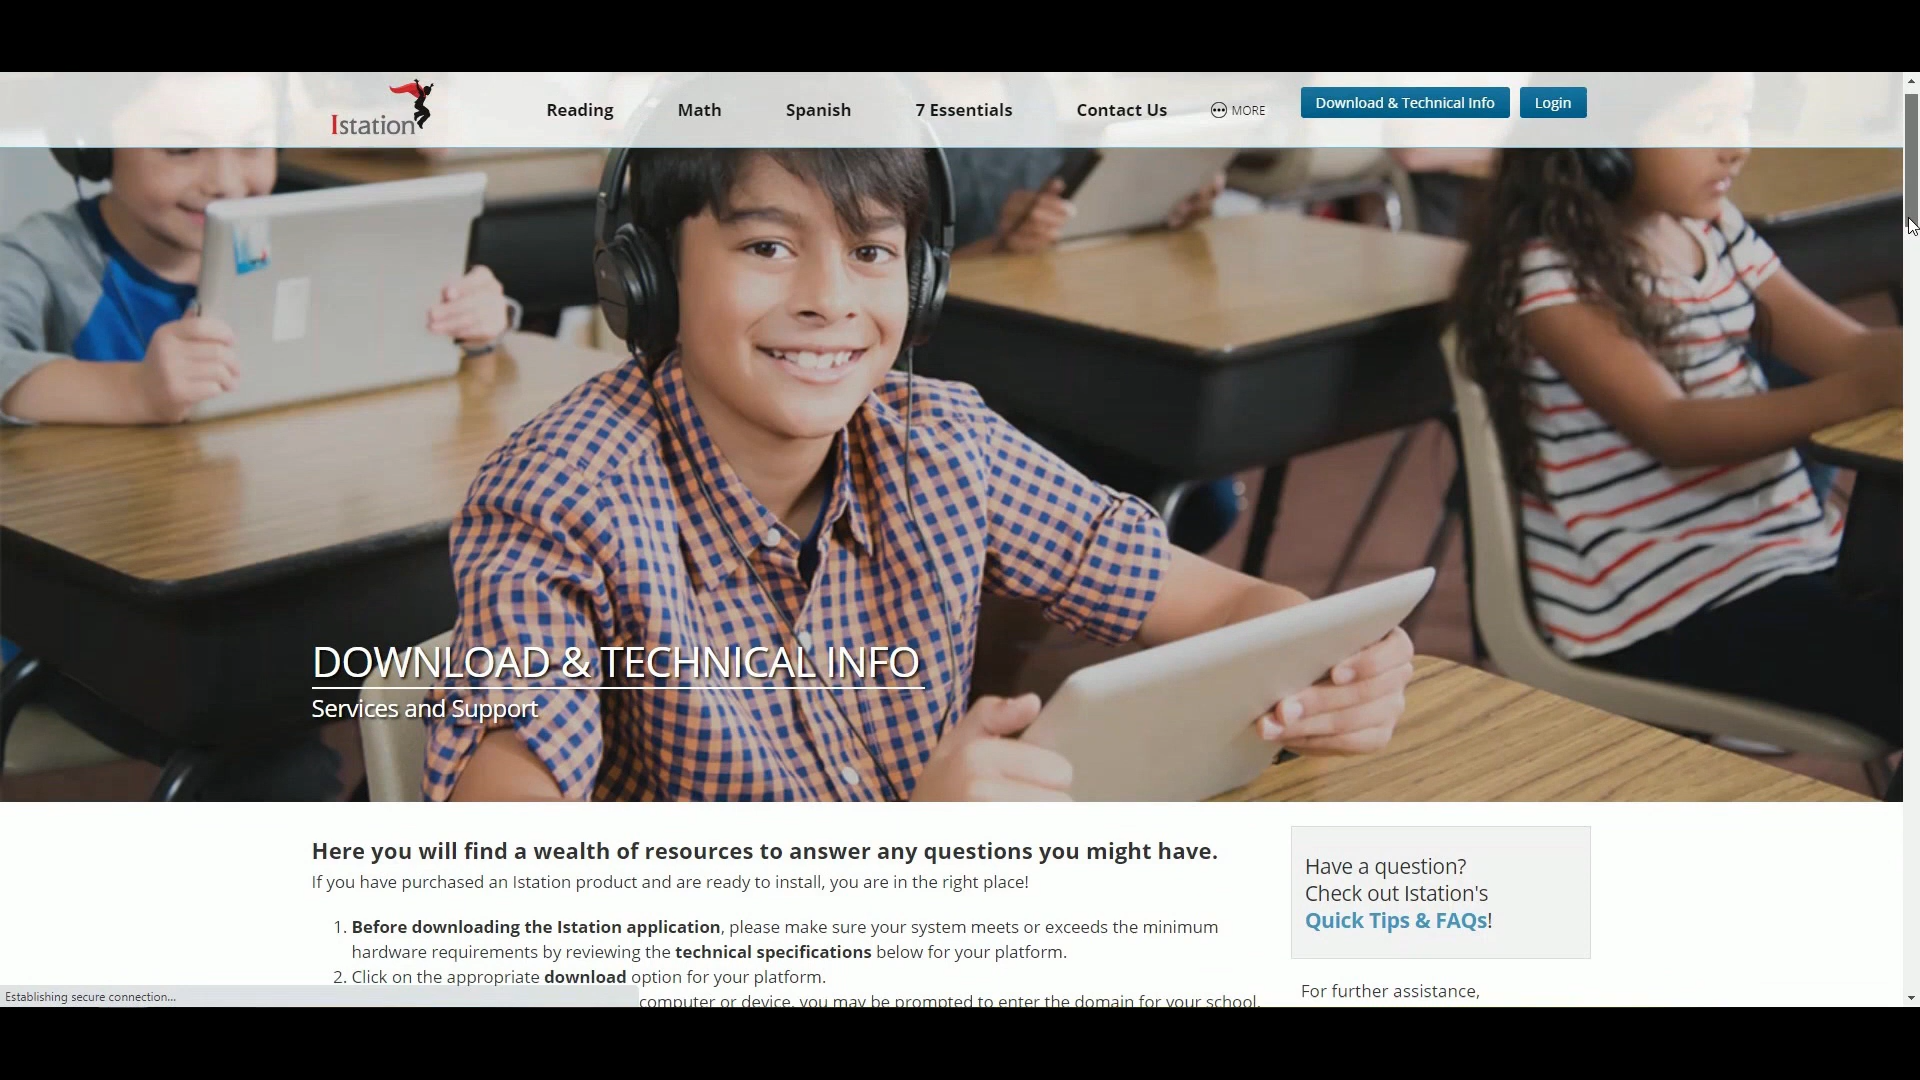 Istation
Reading
Math
Spanish
7 Essentials
Contact Us
MORE
Download & Technical Info
Login
DOWNLOAD & TECHNICAL INFO
Services and Support
Here you will find a wealth of resources to answer any questions you might have.
If you have purchased an Istation product and are ready to install, you are in the right place!
1. Before downloading the Istation application, please make sure your system meets or exceeds the minimum
hardware requirements by reviewing the technical specifications below for your platform.
2. Click on the appropriate download option for your platform.
computer or device, you may be prompted to enter the domain for your school.
Have a question?
Check out Istation's
Quick Tips & FAQs!
For further assistance,
Establishing secure connection...